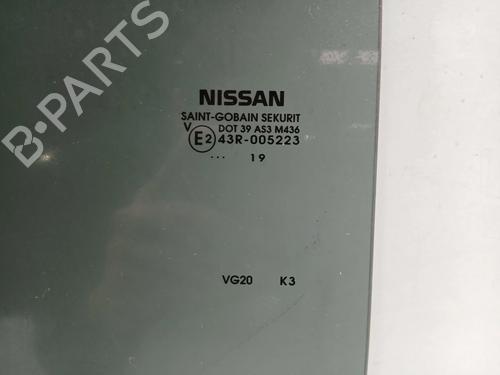 B-PARTS
NISSAN
SAINT-GOBAIN SEKURIT
V DOT 39 AS3 M436
E2 43R-005223
... 19
VG20 K3